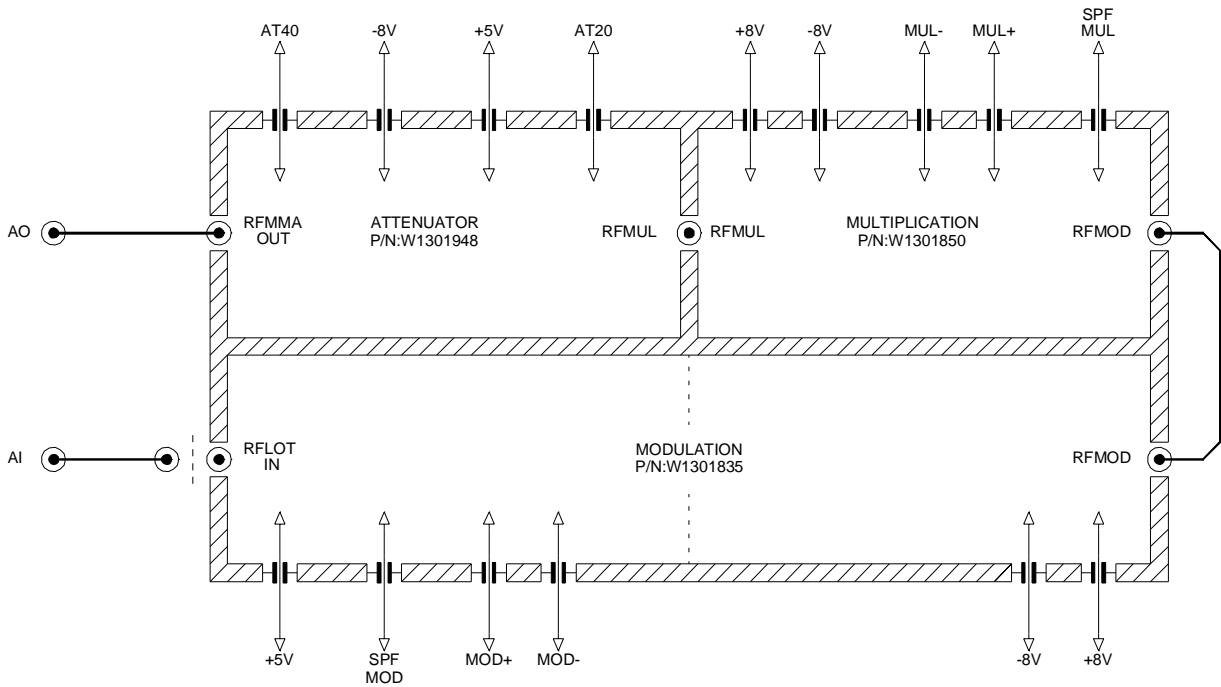 AT40
-8V
+5V
AT20
+8V
-8V
MUL-
MUL+
SPF
MUL
AO
RFMMA
OUT
ATTENUATOR
P/N:W1301948
RFMUL
RFMUL
MULTIPLICATION
P/N:W1301850
RFMOD
AI
RFLOT
IN
MODULATION
P/N:W1301835
RFMOD
+5V
SPF
MOD
MOD+
MOD-
-8V
+8V